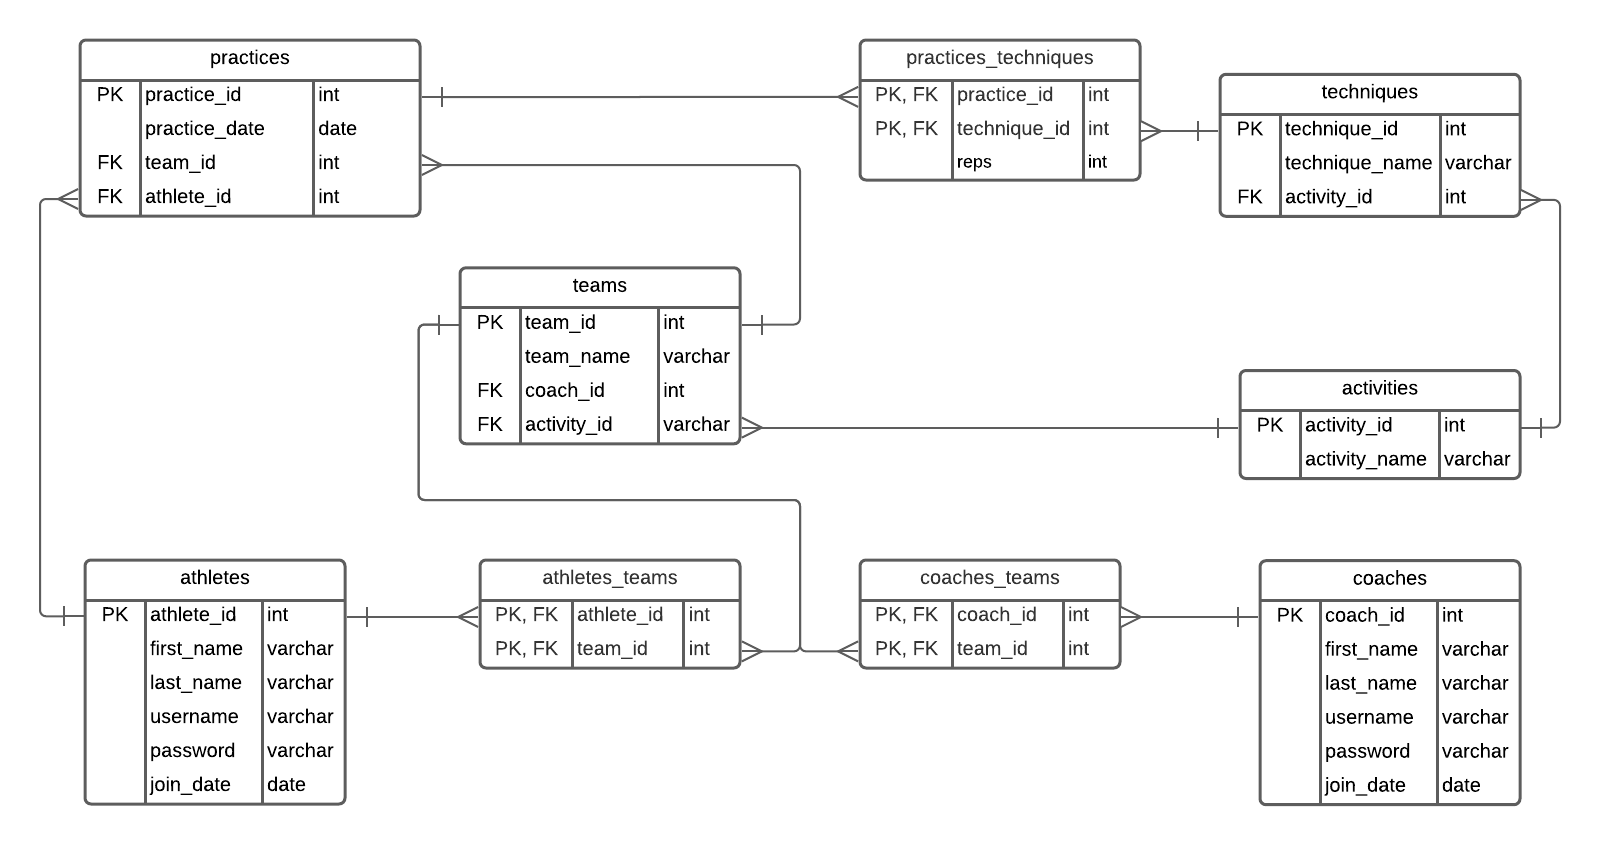 practices
PK practice_id int
practice_date date
FK team_id int
FK athlete_id int
practices_techniques
PK, FK practice_id int
PK, FK technique_id int
reps int
techniques
PK technique_id int
technique_name varchar
FK activity_id int
teams
PK team_id int
team_name varchar
FK coach_id int
FK activity_id varchar
activities
PK activity_id int
activity_name varchar
athletes
PK athlete_id int
first_name varchar
last_name varchar
username varchar
password varchar
join_date date
athletes_teams
PK, FK athlete_id int
PK, FK team_id int
coaches_teams
PK, FK coach_id int
PK, FK team_id int
coaches
PK coach_id int
first_name varchar
last_name varchar
username varchar
password varchar
join_date date